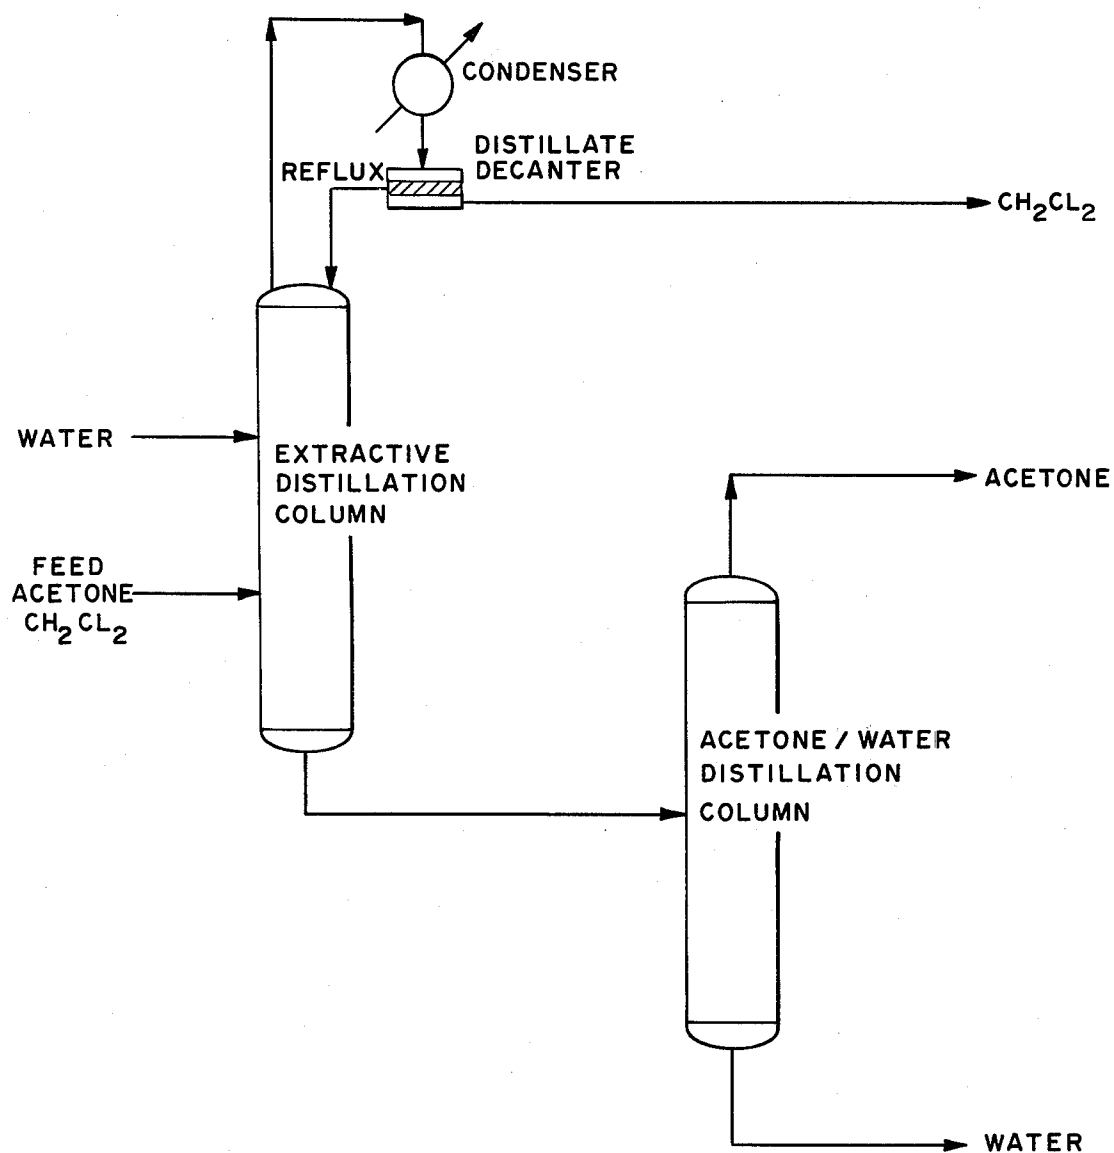 CONDENSER
DISTILLATE
DECANTER
REFLUX
CH₂CL₂
WATER
EXTRACTIVE
DISTILLATION
COLUMN
FEED
ACETONE
CH₂CL₂
ACETONE
ACETONE / WATER
DISTILLATION
COLUMN
WATER